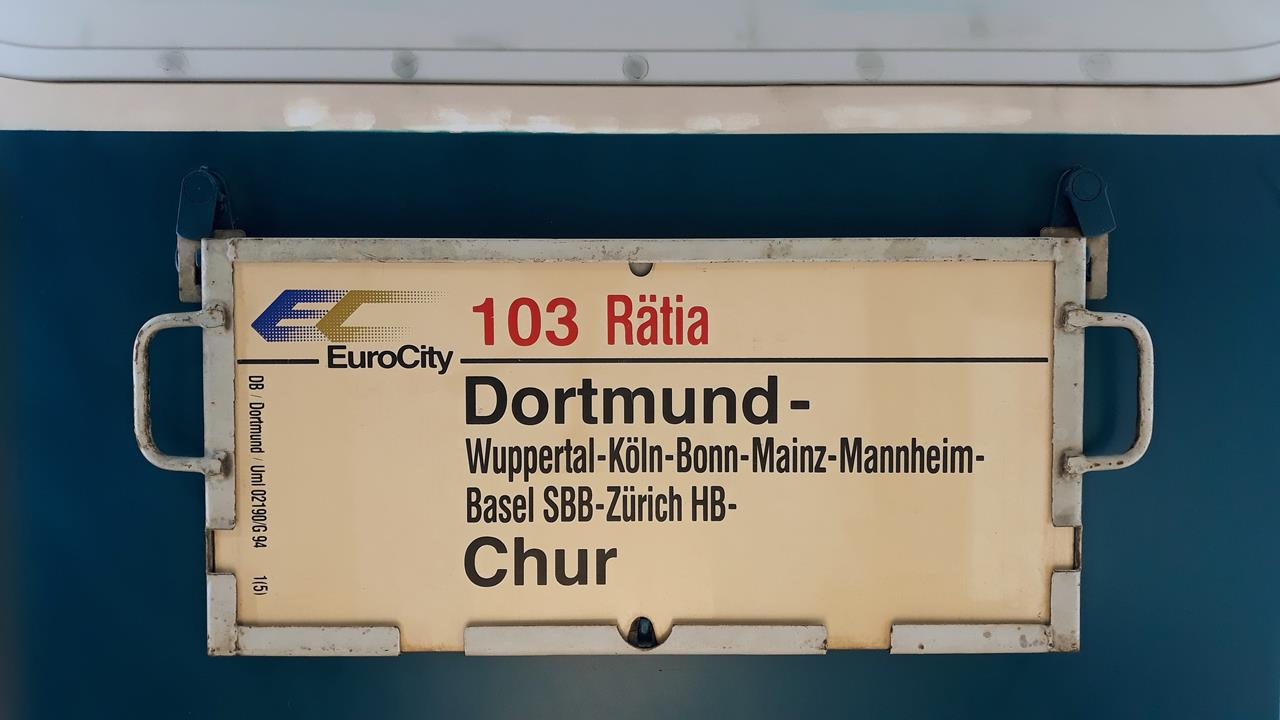 EC 103 Rätia
EuroCity
Dortmund-
Wuppertal-Köln-Bonn-Mainz-Mannheim-
Basel SBB-Zürich HB-
Chur
DB / Dortmund / Uml 02190/G 94 1(5)